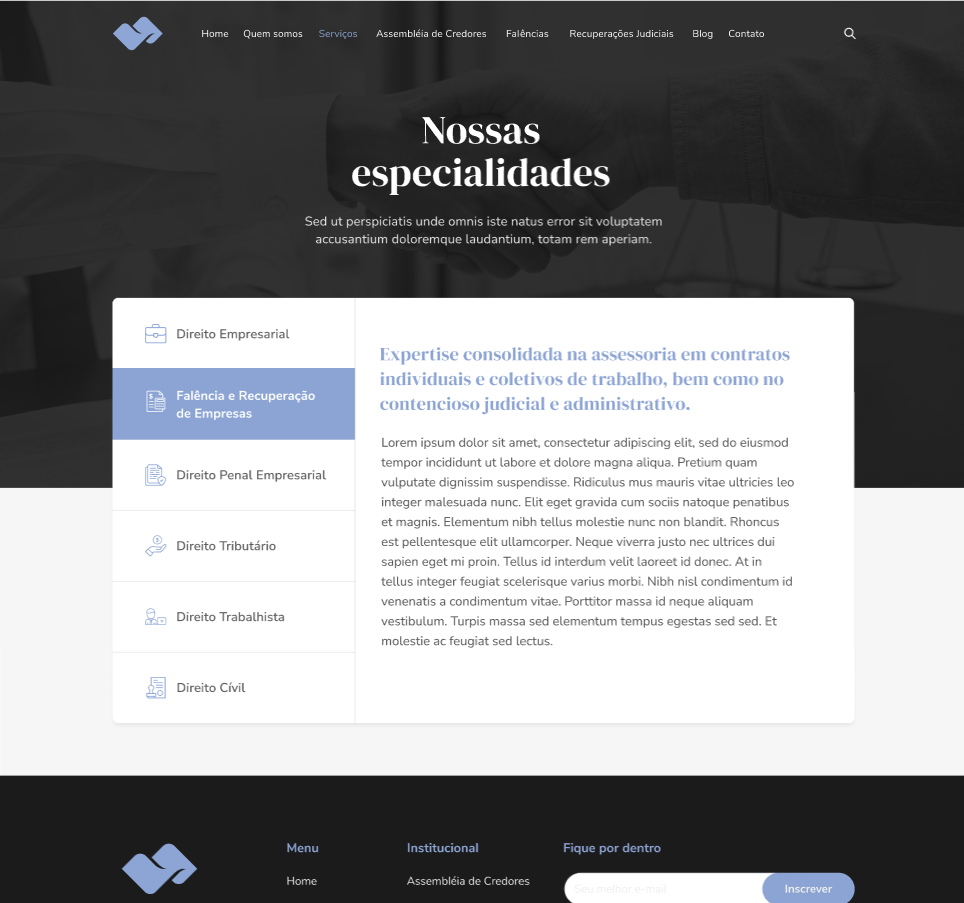 Home Quem somos Serviços Assembléia de Credores Falências Recuperações Judiciais Blog Contato
Nossas
especialidades
Sed ut perspiciatis unde omnis iste natus error sit voluptatem
accusantium doloremque laudantium, totam rem aperiam.
Direito Empresarial
Falência e Recuperação
de Empresas
Direito Penal Empresarial
Direito Tributário
Direito Trabalhista
Direito Cívil
Expertise consolidada na assessoria em contratos
individuais e coletivos de trabalho, bem como no
contencioso judicial e administrativo.
Lorem ipsum dolor sit amet, consectetur adipiscing elit, sed do eiusmod
tempor incididunt ut labore et dolore magna aliqua. Pretium quam
vulputate dignissim suspendisse. Ridiculus mus mauris vitae ultricies leo
integer malesuada nunc. Elit eget gravida cum sociis natoque penatibus
et magnis. Elementum nibh tellus molestie nunc non blandit. Rhoncus
est pellentesque elit ullamcorper. Neque viverra justo nec ultrices dui
sapien eget mi proin. Tellus id interdum velit laoreet id donec. At in
tellus integer feugiat scelerisque varius morbi. Nibh nisl condimentum id
venenatis a condimentum vitae. Porttitor massa id neque aliquam
vestibulum. Turpis massa sed elementum tempus egestas sed sed. Et
molestie ac feugiat sed lectus.
Menu
Home
Institucional
Assembléia de Credores
Fique por dentro
Seu melhor e-mail
Inscrever